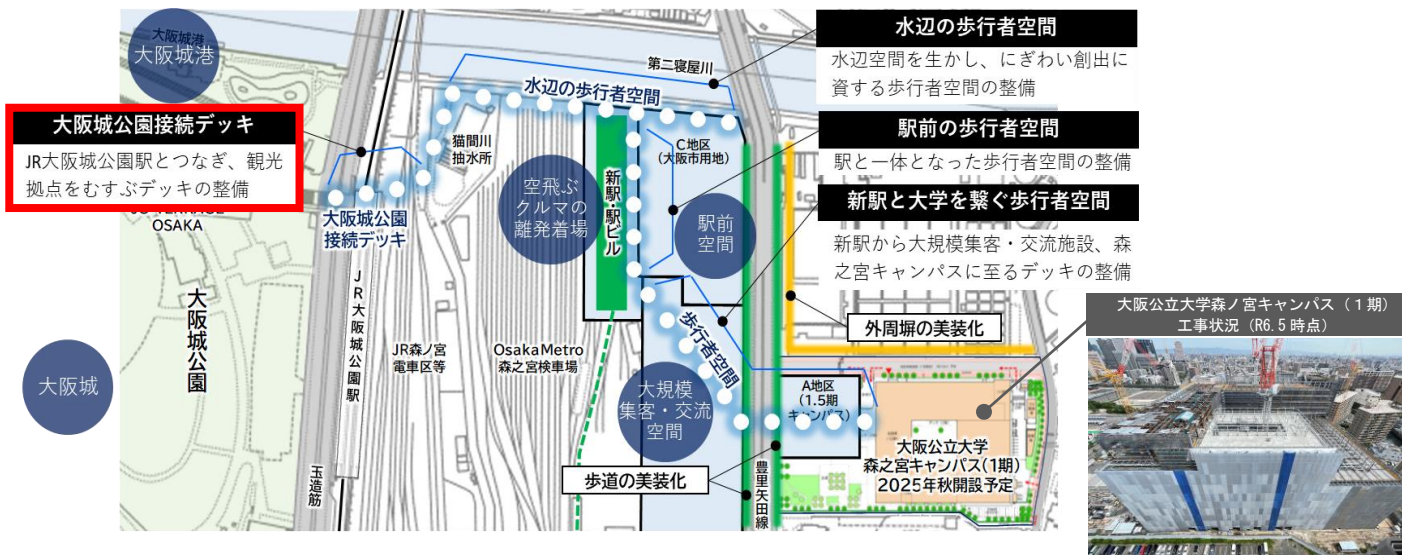 大阪城港
大阪城港
水辺の歩行者空間
水辺空間を生かし、にぎわい創出に
資する歩行者空間の整備
第二寝屋川
水辺の歩行者空間
大阪城公園接続デッキ
JR大阪城公園駅とつなぎ、観光
拠点をむすぶデッキの整備
OSAKA
猫間川
抽水所
C地区
(大阪市用地)
駅前の歩行者空間
駅と一体となった歩行者空間の整備
新駅と大学を繋ぐ歩行者空間
新駅から大規模集客・交流施設、森
之宮キャンパスに至るデッキの整備
空飛ぶ
クルマの
離発着場
新駅・駅ビル
駅前
空間
大阪城公園
接続デッキ
大阪城公園
JR大阪城公園駅
JR森ノ宮
電車区等
Osaka Metro
森之宮検車場
歩行者空間
外周塀の美装化
大阪公立大学森ノ宮キャンパス（１期）
工事状況（R6.5時点）
大阪城
大規模
集客・交流
空間
A地区
(1.5期
キャンパス)
大阪公立大学
森之宮キャンパス(1期)
2025年秋開設予定
歩道の美装化
玉造筋
豊里矢田線